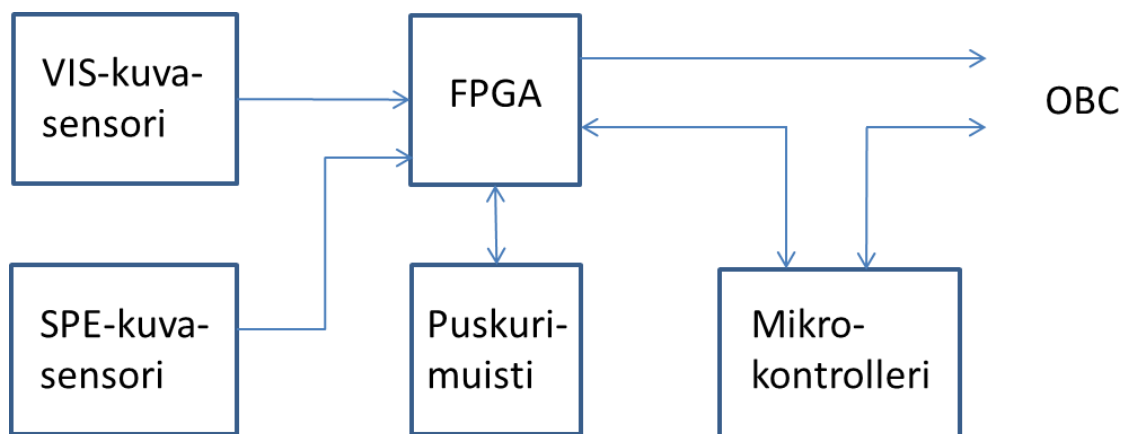 VIS-kuva-
sensori
FPGA
OBC
SPE-kuva-
sensori
Puskuri-
muisti
Mikro-
kontrolleri